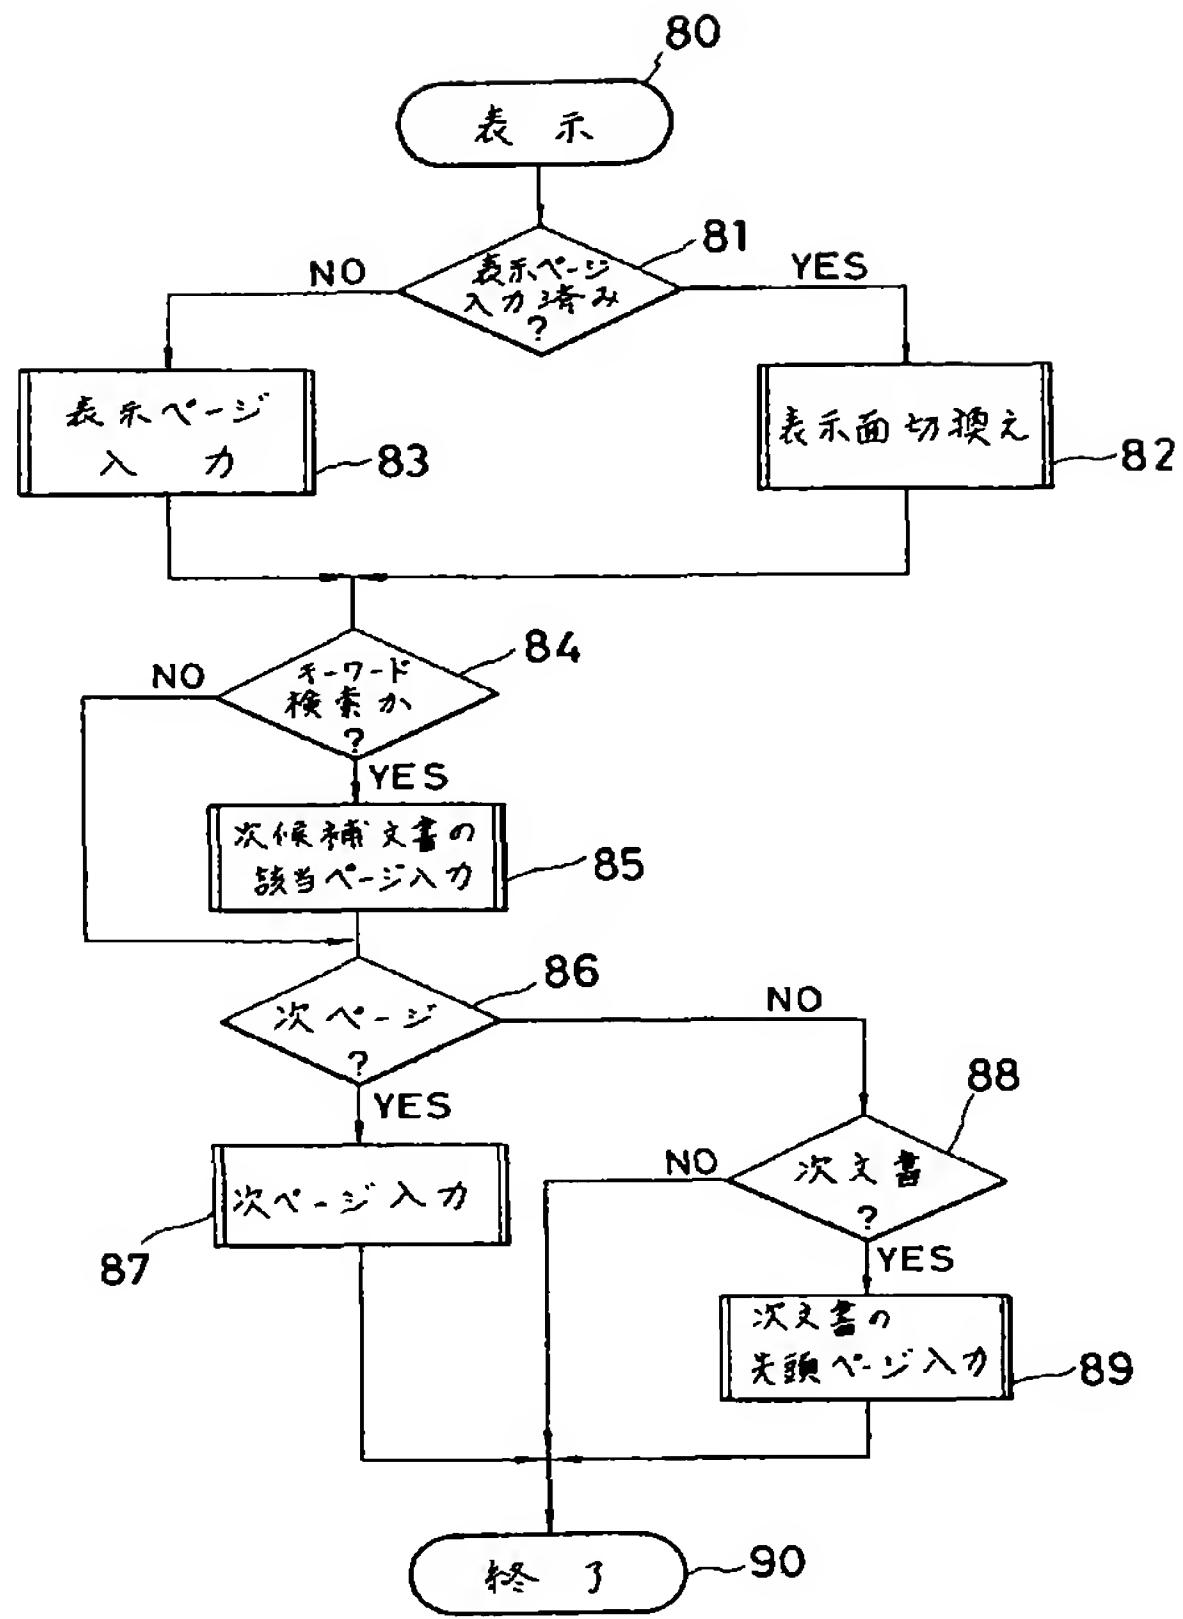 80
表 示
81
NO
YES
表示ページ
入力済み
?
表示ページ
入 力
83
表示面切換え
82
84
NO
キーワード
検索か
?
YES
次候補文書の
該当ページ入力
85
86
次ページ
?
NO
YES
88
次文書
?
NO
YES
次ページ入力
87
次文書の
先頭ページ入力
89
終 了
90